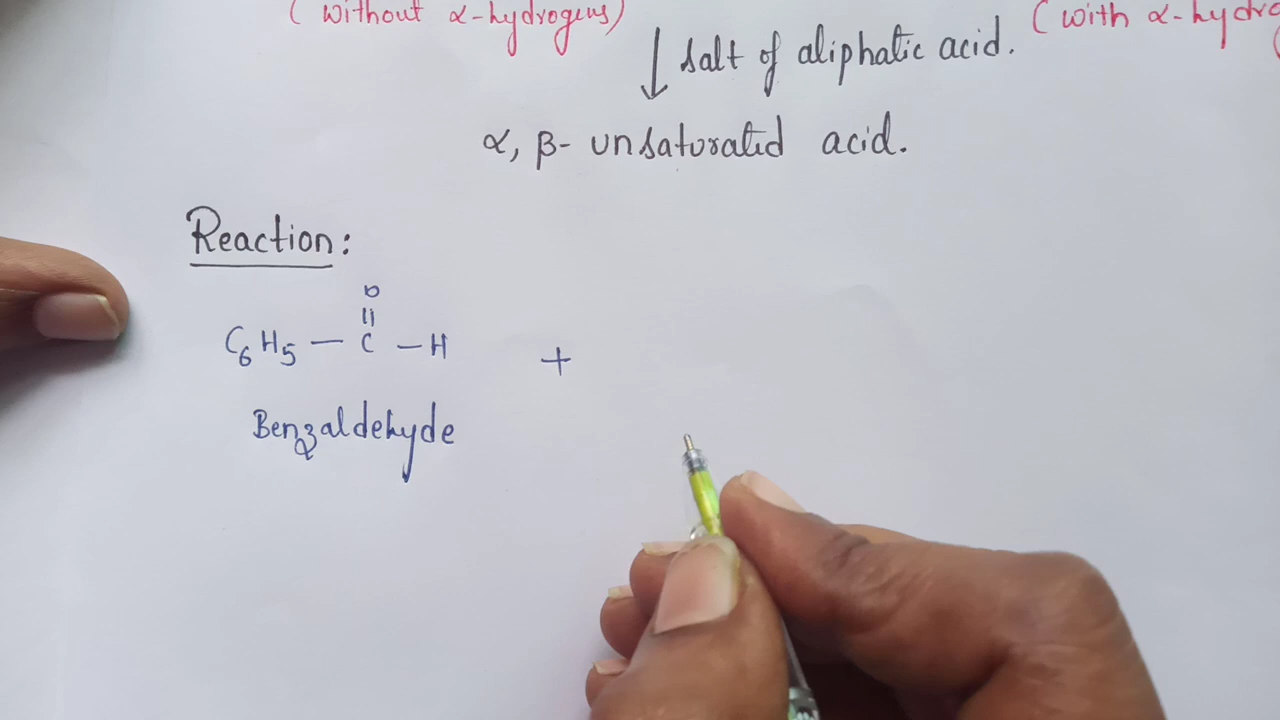 (without α-hydrogens)
↓ salt of aliphatic acid. (with α-hydro
α, β- unsaturated acid.
Reaction:
O
||
C6H5 — C — H +
Benzaldehyde